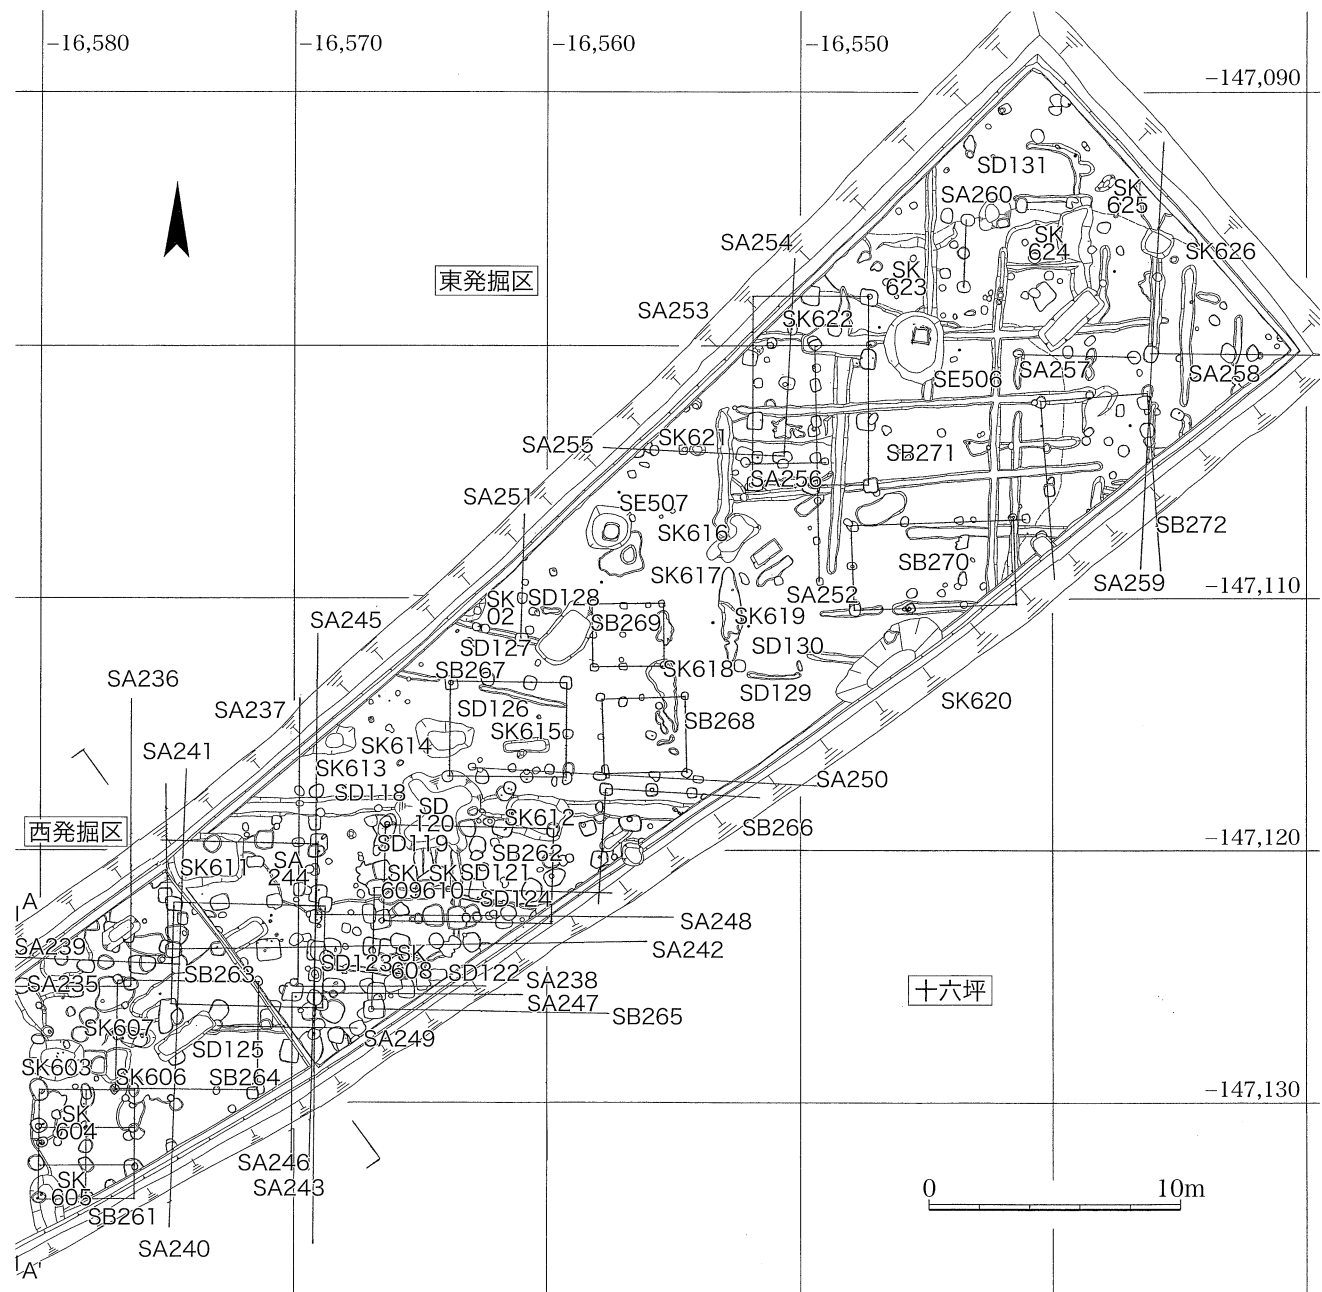 −16,580
−16,570
−16,560
−16,550
−147,090
SD131
SA260
SK
625
SA254
SK
624
SK626
東発掘区
SK
623
SA253
SK622
SE506
SA257
SA258
SA255
SK621
SB271
SA256
SA251
SE507
SK616
SB272
SB270
SK617
SA259
−147,110
SA252
SK
02
SD128
SA245
SB269
SK619
SD127
SD130
SB267
SK618
SA236
SD129
SK620
SA237
SD126
SB268
SA241
SK614
SK615
SK613
SA250
SD118
SD
120
SK612
西発掘区
SB266
−147,120
SD119
SB262
SK611
SA
244
SK
609
SK
610
SD121
SD124
A
SA248
SA239
SA242
SB263
SD123
SK
608
SD122
SA235
SA238
SA247
十六坪
SB265
SK607
SA249
SD125
SK603
SK606
SB264
−147,130
SK
604
SA246
SK
605
SA243
0
10m
SB261
SA240
A'